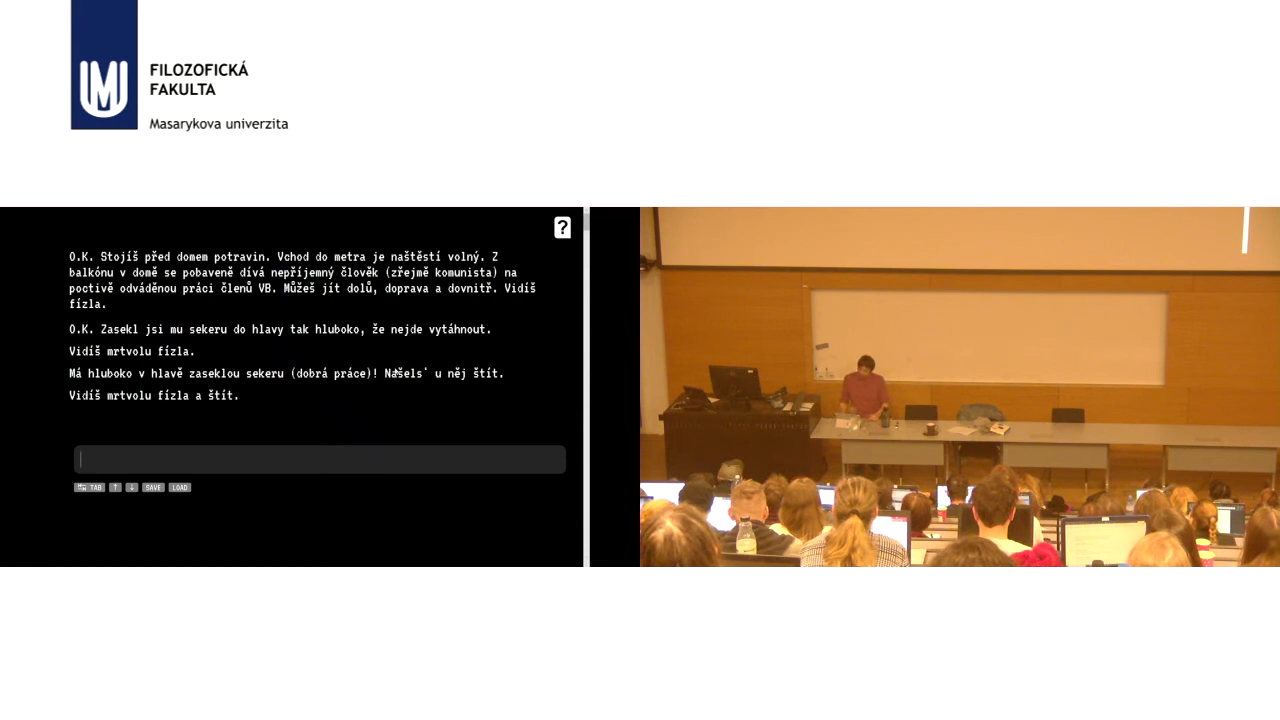 FILOZOFICKÁ
FAKULTA
Masarykova univerzita
?
O.K. Stojíš před domem potravin. Vchod do metra je naštěstí volný. Z
balkónu v domě se pobaveně dívá nepříjemný člověk (zřejmě komunista) na
poctivě odváděnou práci členů VB. Můžeš jít dolů, doprava a dovnitř. Vidíš
fízla.
O.K. Zasekl jsi mu sekeru do hlavy tak hluboko, že nejde vytáhnout.
Vidíš mrtvolu fízla.
Má hluboko v hlavě zaseklou sekeru (dobrá práce)! Našels' u něj štít.
Vidíš mrtvolu fízla a štít.
TAB ↑ ↓ SAVE LOAD